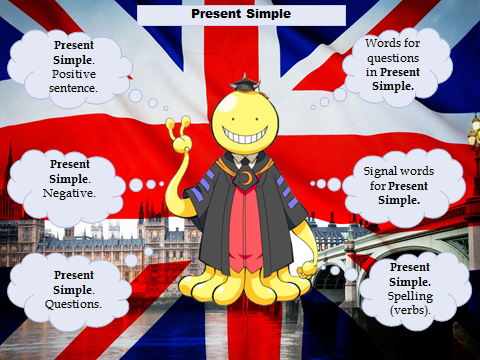 Present Simple
Present
Simple.
Positive
sentence.
Words for
questions
in Present
Simple.
Present
Simple.
Negative.
Signal words
for Present
Simple.
Present
Simple.
Questions.
Present
Simple.
Spelling
(verbs).